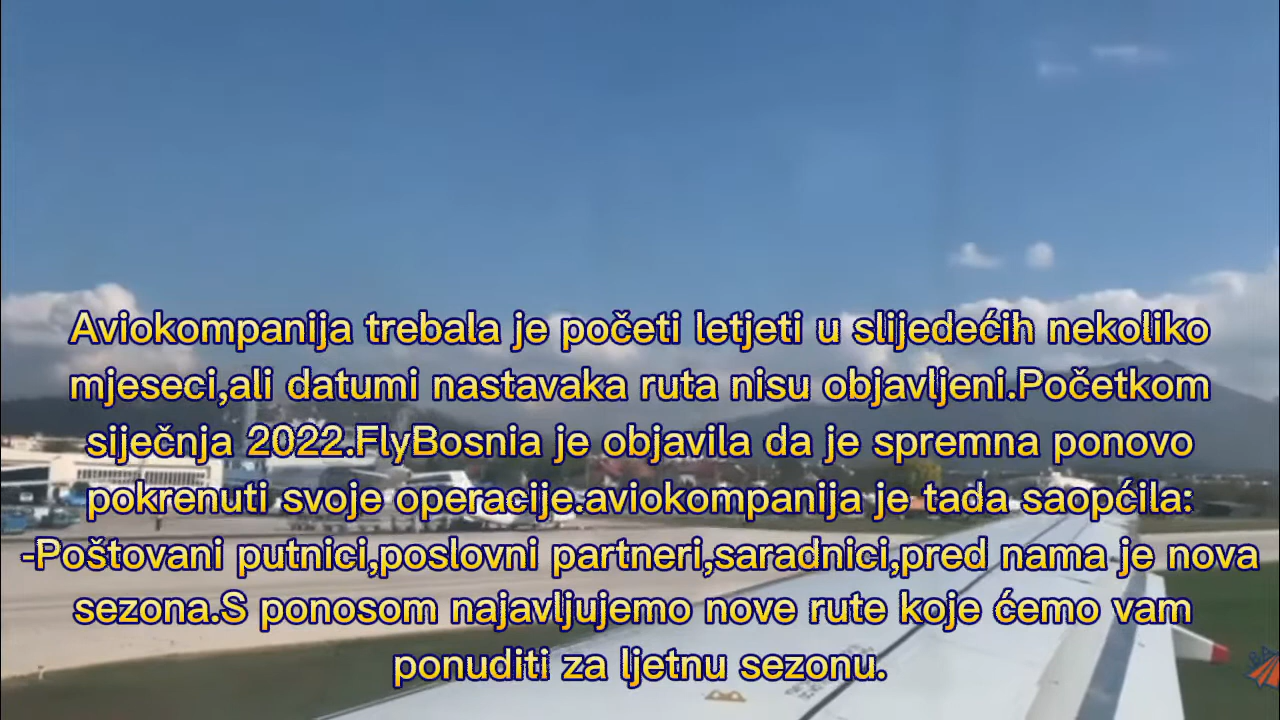 Aviokompanija trebala je početi letjeti u slijedećih nekoliko
mjeseci,ali datumi nastavaka ruta nisu objavljeni.Početkom
siječnja 2022.FlyBosnia je objavila da je spremna ponovo
pokrenuti svoje operacije.aviokompanija je tada saopćila:
-Poštovani putnici,poslovni partneri,saradnici,pred nama je nova
sezona.S ponosom najavljujemo nove rute koje ćemo vam
ponuditi za ljetnu sezonu.